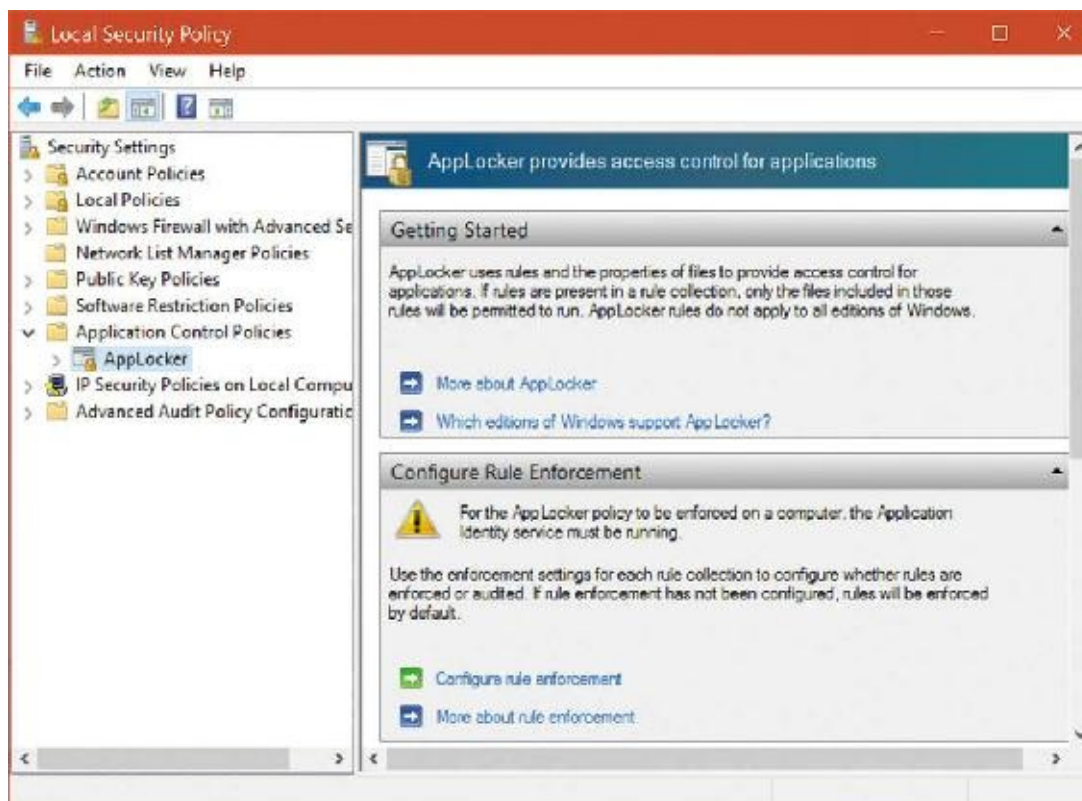 Local Security Policy
File Action View Help
Security Settings
Account Policies
Local Policies
Windows Firewall with Advanced Se
Network List Manager Policies
Public Key Policies
Software Restriction Policies
Application Control Policies
AppLocker
IP Security Policies on Local Compu
Advanced Audit Policy Configuratic
AppLocker provides access control for applications
Getting Started
AppLocker uses rules and the properties of files to provide access control for
applications. If rules are present in a rule collection, only the files included in those
rules will be permitted to run. AppLocker rules do not apply to all editions of Windows.
More about AppLocker
Which editions of Windows support AppLocker?
Configure Rule Enforcement
For the AppLocker policy to be enforced on a computer, the Application
Identity service must be running.
Use the enforcement settings for each rule collection to configure whether rules are
enforced or audited. If rule enforcement has not been configured, rules will be enforced
by default.
Configure rule enforcement
More about rule enforcement